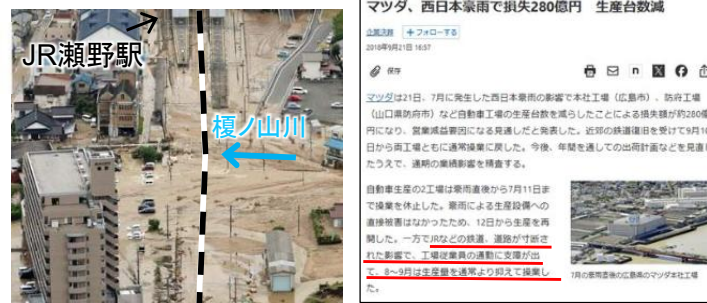 JR瀬野駅
榎ノ山川
マツダ、西日本豪雨で損失280億円 生産台数減
企業決算 +フォローする
2018年9月21日 16:57
保存
マツダは21日、7月に発生した西日本豪雨の影響で本社工場（広島市）、防府工場
（山口県防府市）など自動車工場の生産台数を減らしたことによる損失額が約280億
円になり、営業減益要因になる見通しだと発表した。近郊の鉄道復旧を受けて9月10
日から両工場ともに通常操業に戻した。今後、年間を通しての出荷計画などを見直し
たうえで、通期の業績影響を精査する。
自動車生産の2工場は豪雨直後から7月11日ま
で操業を休止した。豪雨による生産設備への
直接被害はなかったため、12日から生産を再
開した。一方でJRなどの鉄道、道路が寸断さ
れた影響で、工場従業員の通勤に支障が出
て、8～9月は生産量を通常より抑えて操業し
た。
7月の豪雨直後の広島県のマツダ本社工場